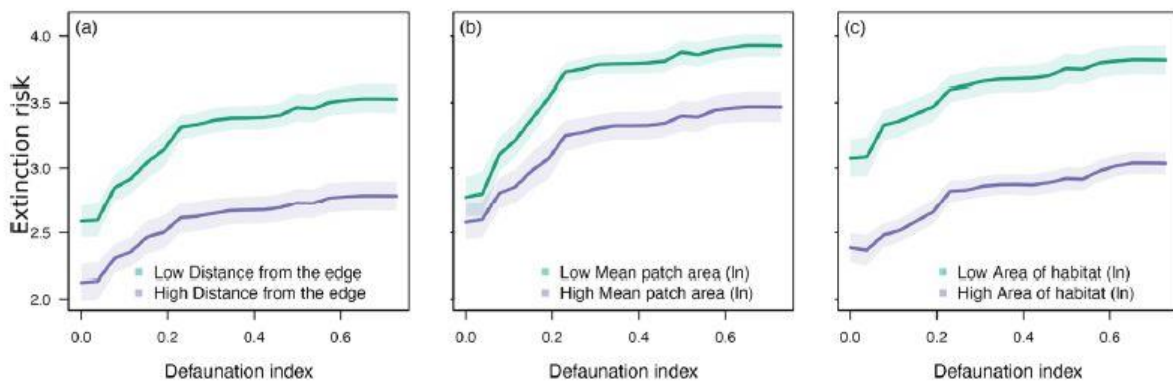 (a)
(b)
(c)
Extinction risk
4.0
3.5
3.0
2.5
2.0
Low Distance from the edge
High Distance from the edge
Low Mean patch area (ln)
High Mean patch area (ln)
Low Area of habitat (ln)
High Area of habitat (ln)
0.0 0.2 0.4 0.6
0.0 0.2 0.4 0.6
0.0 0.2 0.4 0.6
Defaunation index
Defaunation index
Defaunation index